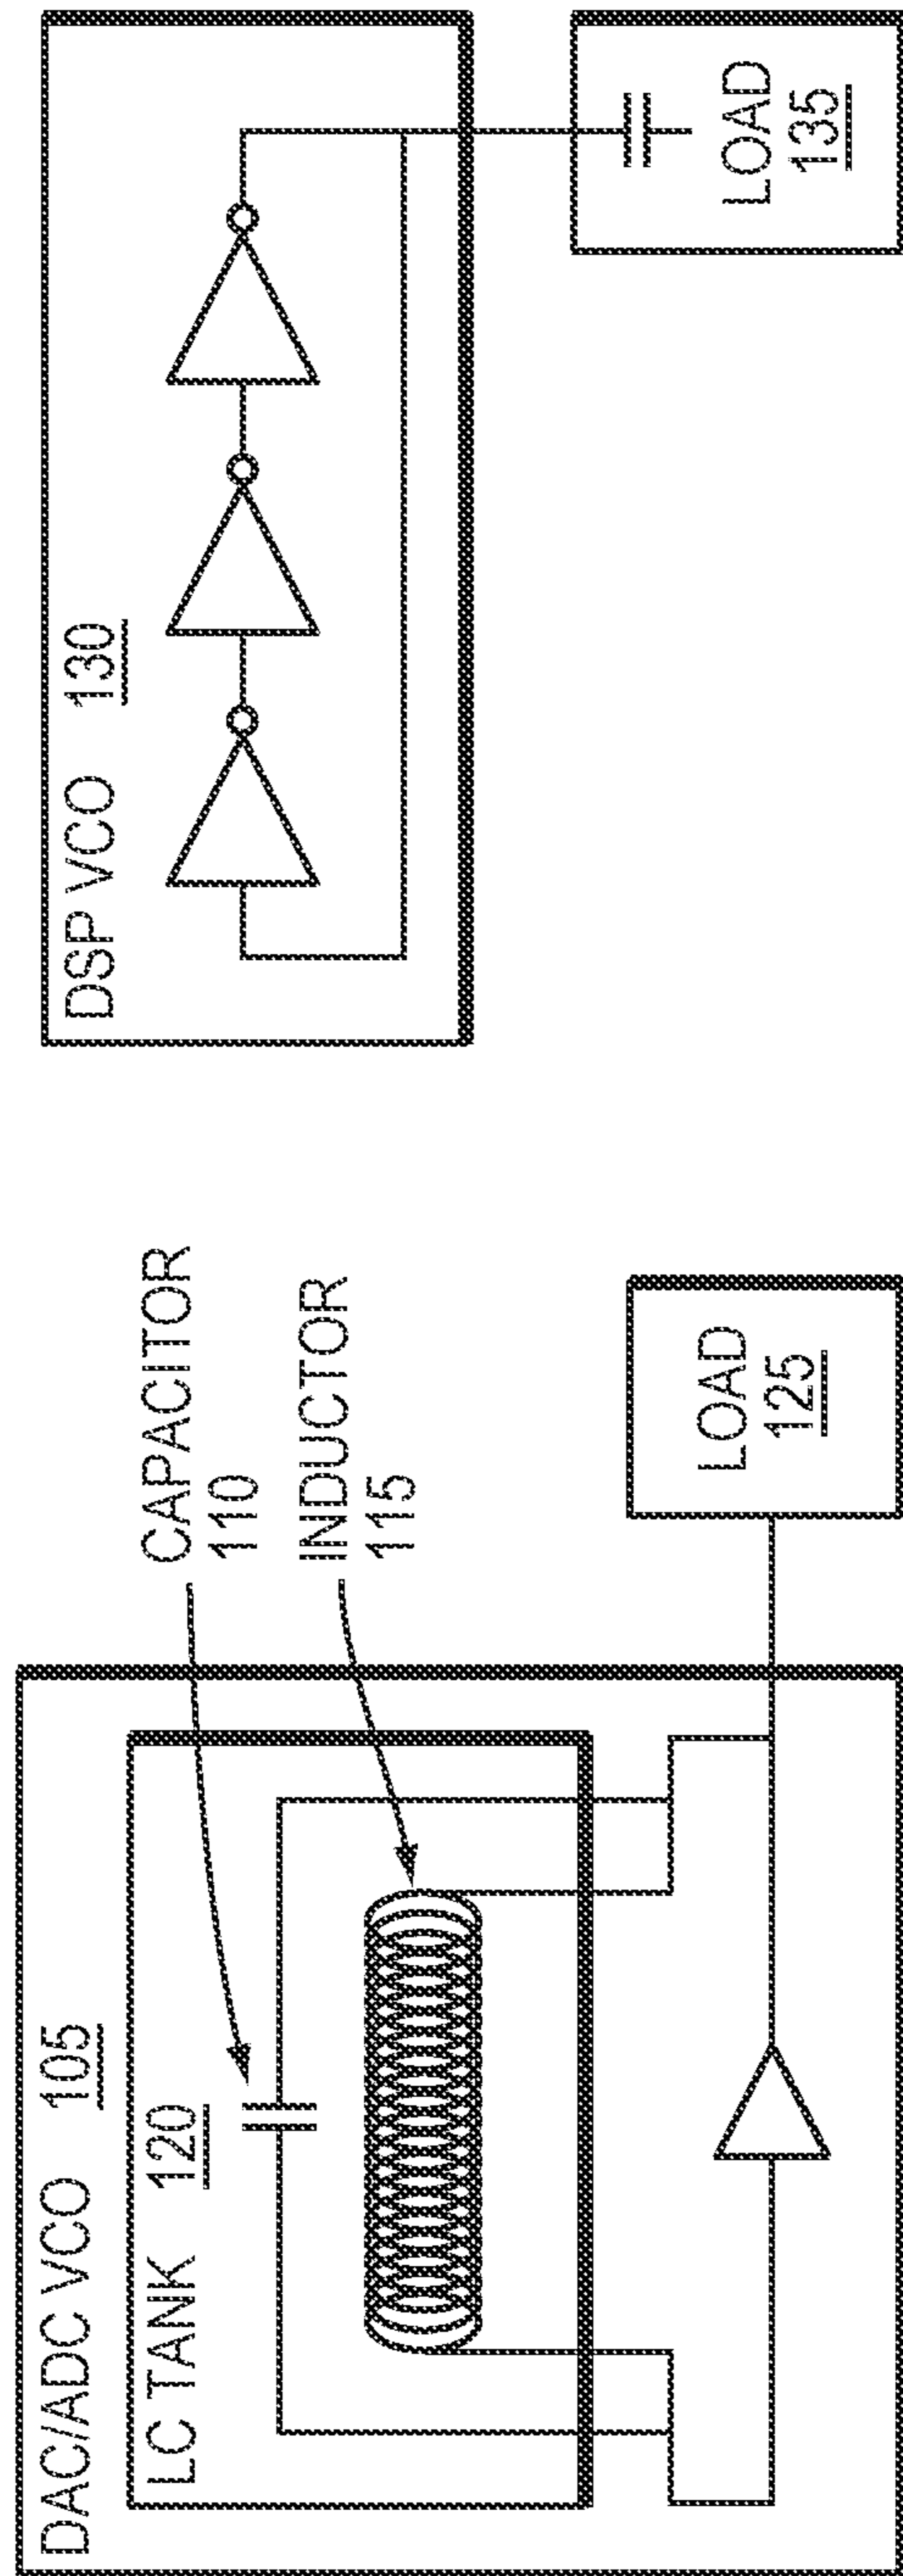 DAC/ADC VCO 105
LC TANK 120
CAPACITOR
110
INDUCTOR
115
LOAD
125
DSP VCO 130
LOAD
135